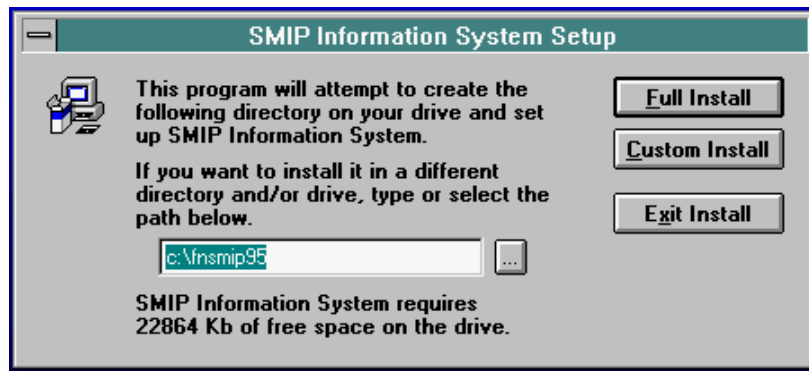 SMIP Information System Setup
This program will attempt to create the
following directory on your drive and set
up SMIP Information System.
If you want to install it in a different
directory and/or drive, type or select the
path below.
c:\fnsmip95
...
SMIP Information System requires
22864 Kb of free space on the drive.
Full Install
Custom Install
Exit Install